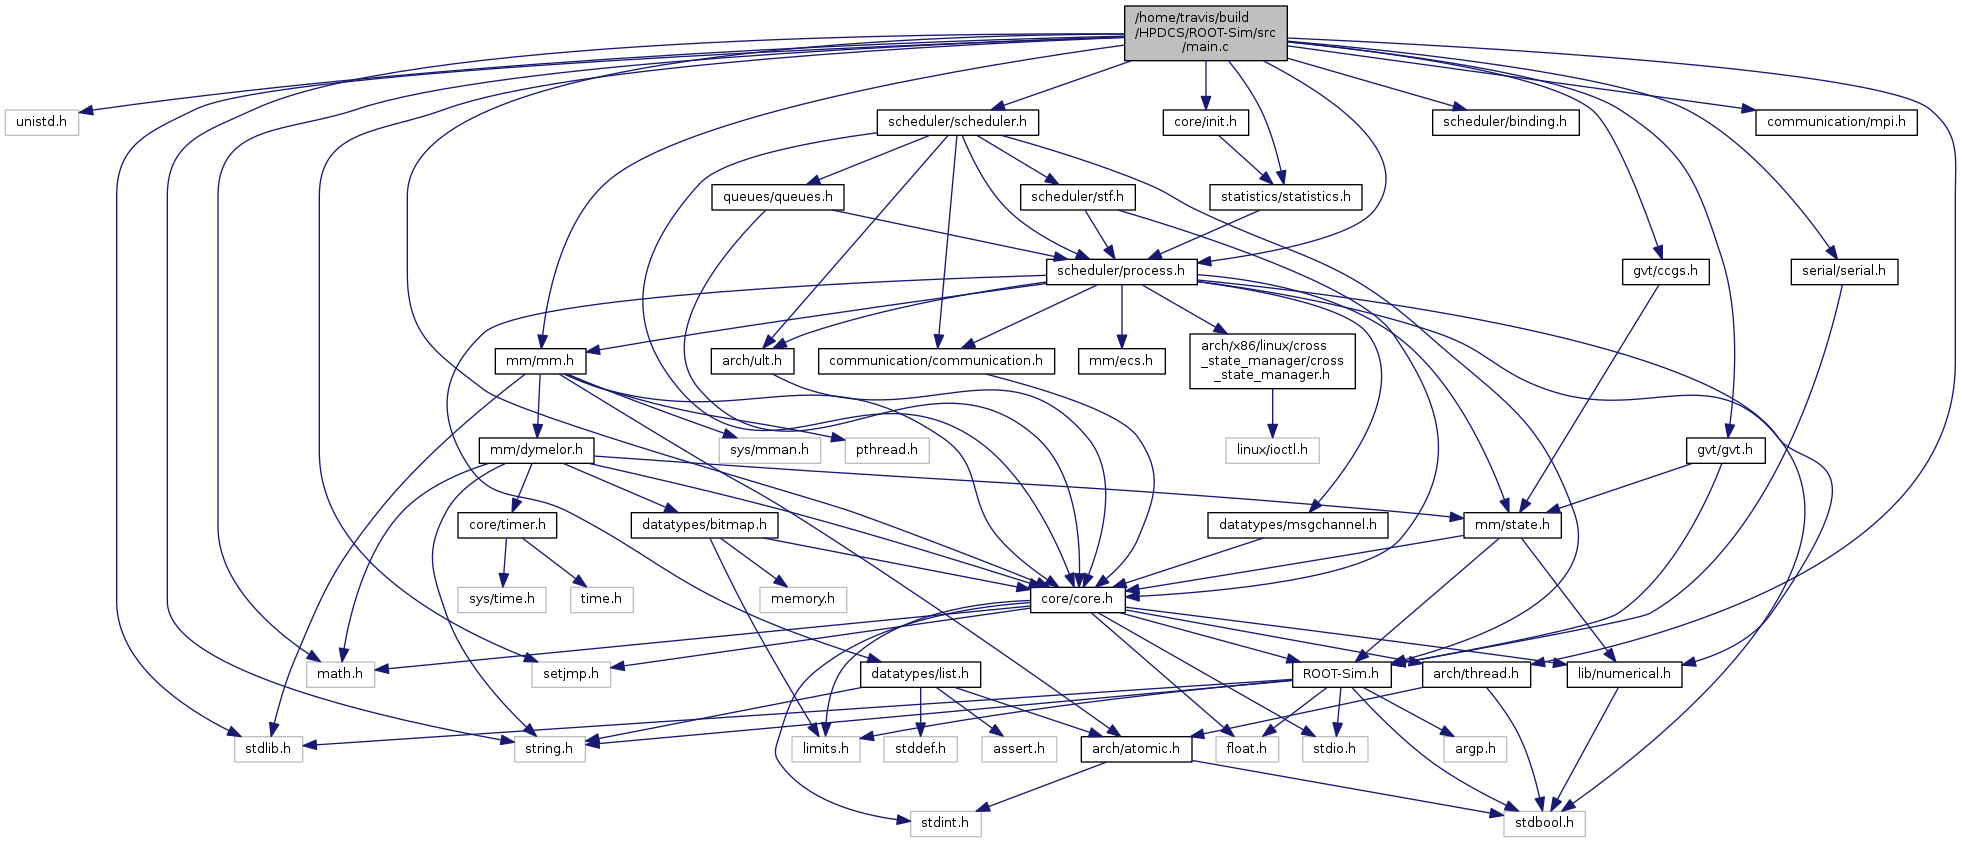 /home/travis/build
/HPDCS/ROOT-Sim/src
/main.c
unistd.h
scheduler/scheduler.h
core/init.h
scheduler/binding.h
communication/mpi.h
queues/queues.h
scheduler/stf.h
statistics/statistics.h
scheduler/process.h
gvt/ccgs.h
serial/serial.h
mm/mm.h
arch/ult.h
communication/communication.h
mm/ecs.h
arch/x86/linux/cross
_state_manager/cross
_state_manager.h
mm/dymelor.h
sys/mman.h
pthread.h
linux/ioctl.h
gvt/gvt.h
core/timer.h
datatypes/bitmap.h
datatypes/msgchannel.h
mm/state.h
sys/time.h
time.h
memory.h
core/core.h
math.h
setjmp.h
datatypes/list.h
ROOT-Sim.h
arch/thread.h
lib/numerical.h
stdlib.h
string.h
limits.h
stddef.h
assert.h
arch/atomic.h
float.h
stdio.h
argp.h
stdint.h
stdbool.h